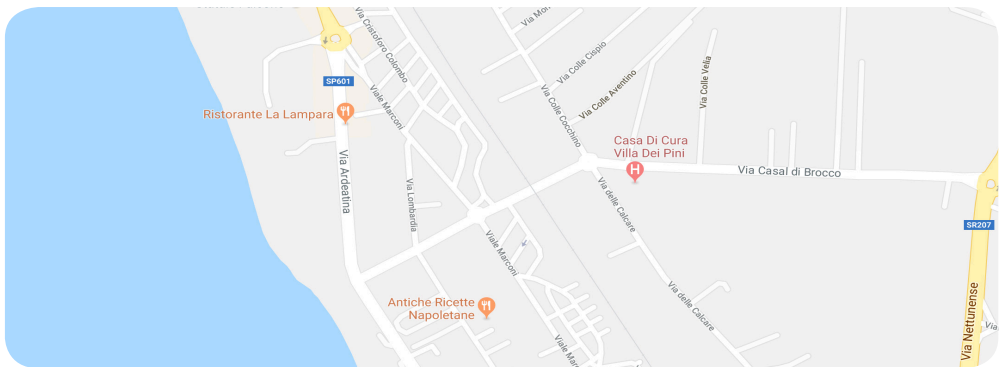 Via Cristoforo Colombo
Via Colle Cispio
SP601
Via Colle Aventino
Via Colle Velia
Viale Marconi
Via Colle Cocchino
Ristorante La Lampara
Casa Di Cura
Villa Dei Pini
H
Via Casal di Brocco
Via Ardeatina
Via Lombardia
Via delle Calcare
SR207
Viale Marconi
Via delle Calcare
Antiche Ricette
Napoletane
Via Nettunense
Viale Marconi
Via